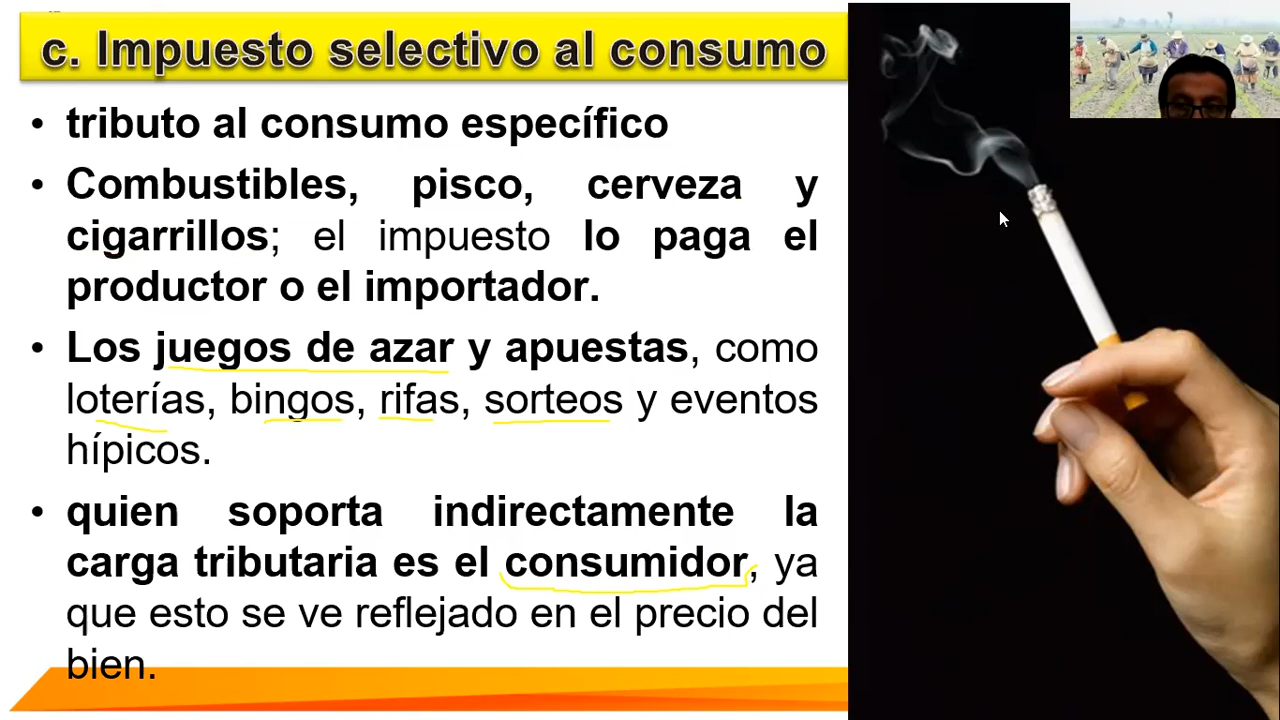 c. Impuesto selectivo al consumo
• tributo al consumo específico
• Combustibles, pisco, cerveza y
cigarrillos; el impuesto lo paga el
productor o el importador.
• Los juegos de azar y apuestas, como
loterías, bingos, rifas, sorteos y eventos
hípicos.
• quien soporta indirectamente la
carga tributaria es el consumidor, ya
que esto se ve reflejado en el precio del
bien.